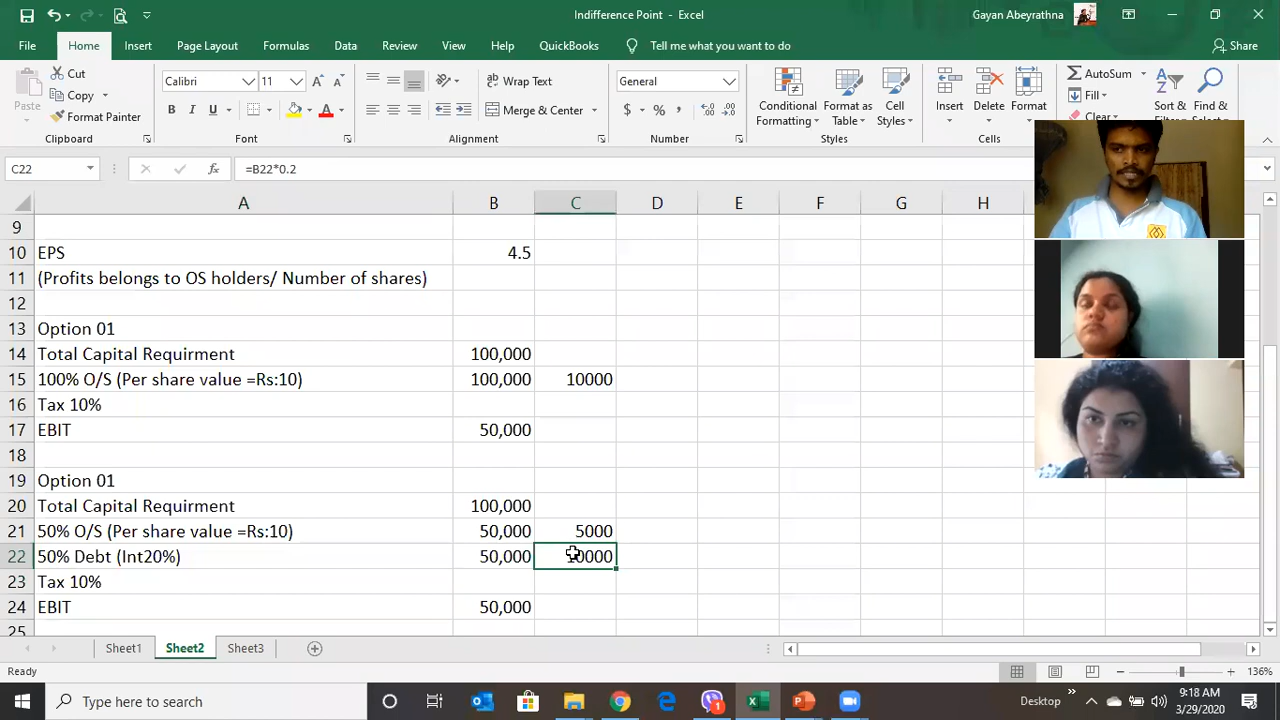 Indifference Point - Excel
Gayan Abeyrathna
File Home Insert Page Layout Formulas Data Review View Help QuickBooks Tell me what you want to do Share
Paste Cut Copy Format Painter Clipboard
Calibri 11 A A B I U A Font
Wrap Text Merge & Center Alignment
General $ % , Number
Conditional Formatting Format as Table Cell Styles Styles
Insert Delete Format Cells
AutoSum Fill Clear Sort & Find & Select
C22 fx =B22*0.2
A B C D E F G H
9
10 EPS 4.5
11 (Profits belongs to OS holders/ Number of shares)
12
13 Option 01
14 Total Capital Requirment 100,000
15 100% O/S (Per share value =Rs:10) 100,000 10000
16 Tax 10%
17 EBIT 50,000
18
19 Option 01
20 Total Capital Requirment 100,000
21 50% O/S (Per share value =Rs:10) 50,000 5000
22 50% Debt (Int20%) 50,000 10000
23 Tax 10%
24 EBIT 50,000
25
Sheet1 Sheet2 Sheet3
Ready 136%
Type here to search Desktop 9:18 AM
3/29/2020